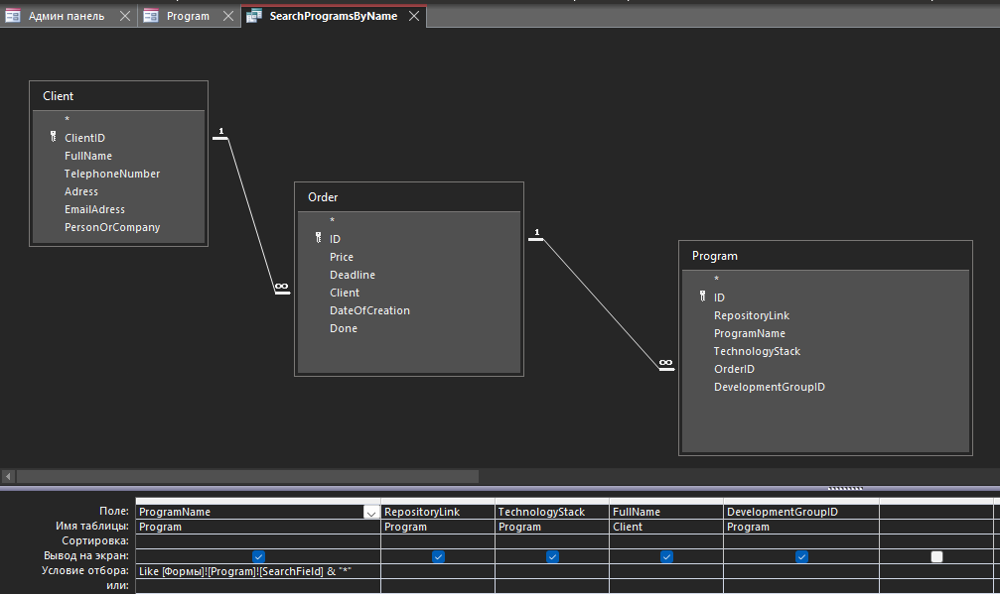 Админ панель Program SearchProgramsByName
Client
*
ClientID
FullName
TelephoneNumber
Adress
EmailAdress
PersonOrCompany
1
∞
Order
*
ID
Price
Deadline
Client
DateOfCreation
Done
1
∞
Program
*
ID
RepositoryLink
ProgramName
TechnologyStack
OrderID
DevelopmentGroupID
Поле: ProgramName RepositoryLink TechnologyStack FullName DevelopmentGroupID
Имя таблицы: Program Program Program Client Program
Сортировка:
Вывод на экран:
Условие отбора: Like [Формы]![Program]![SearchField] & "*"
или: